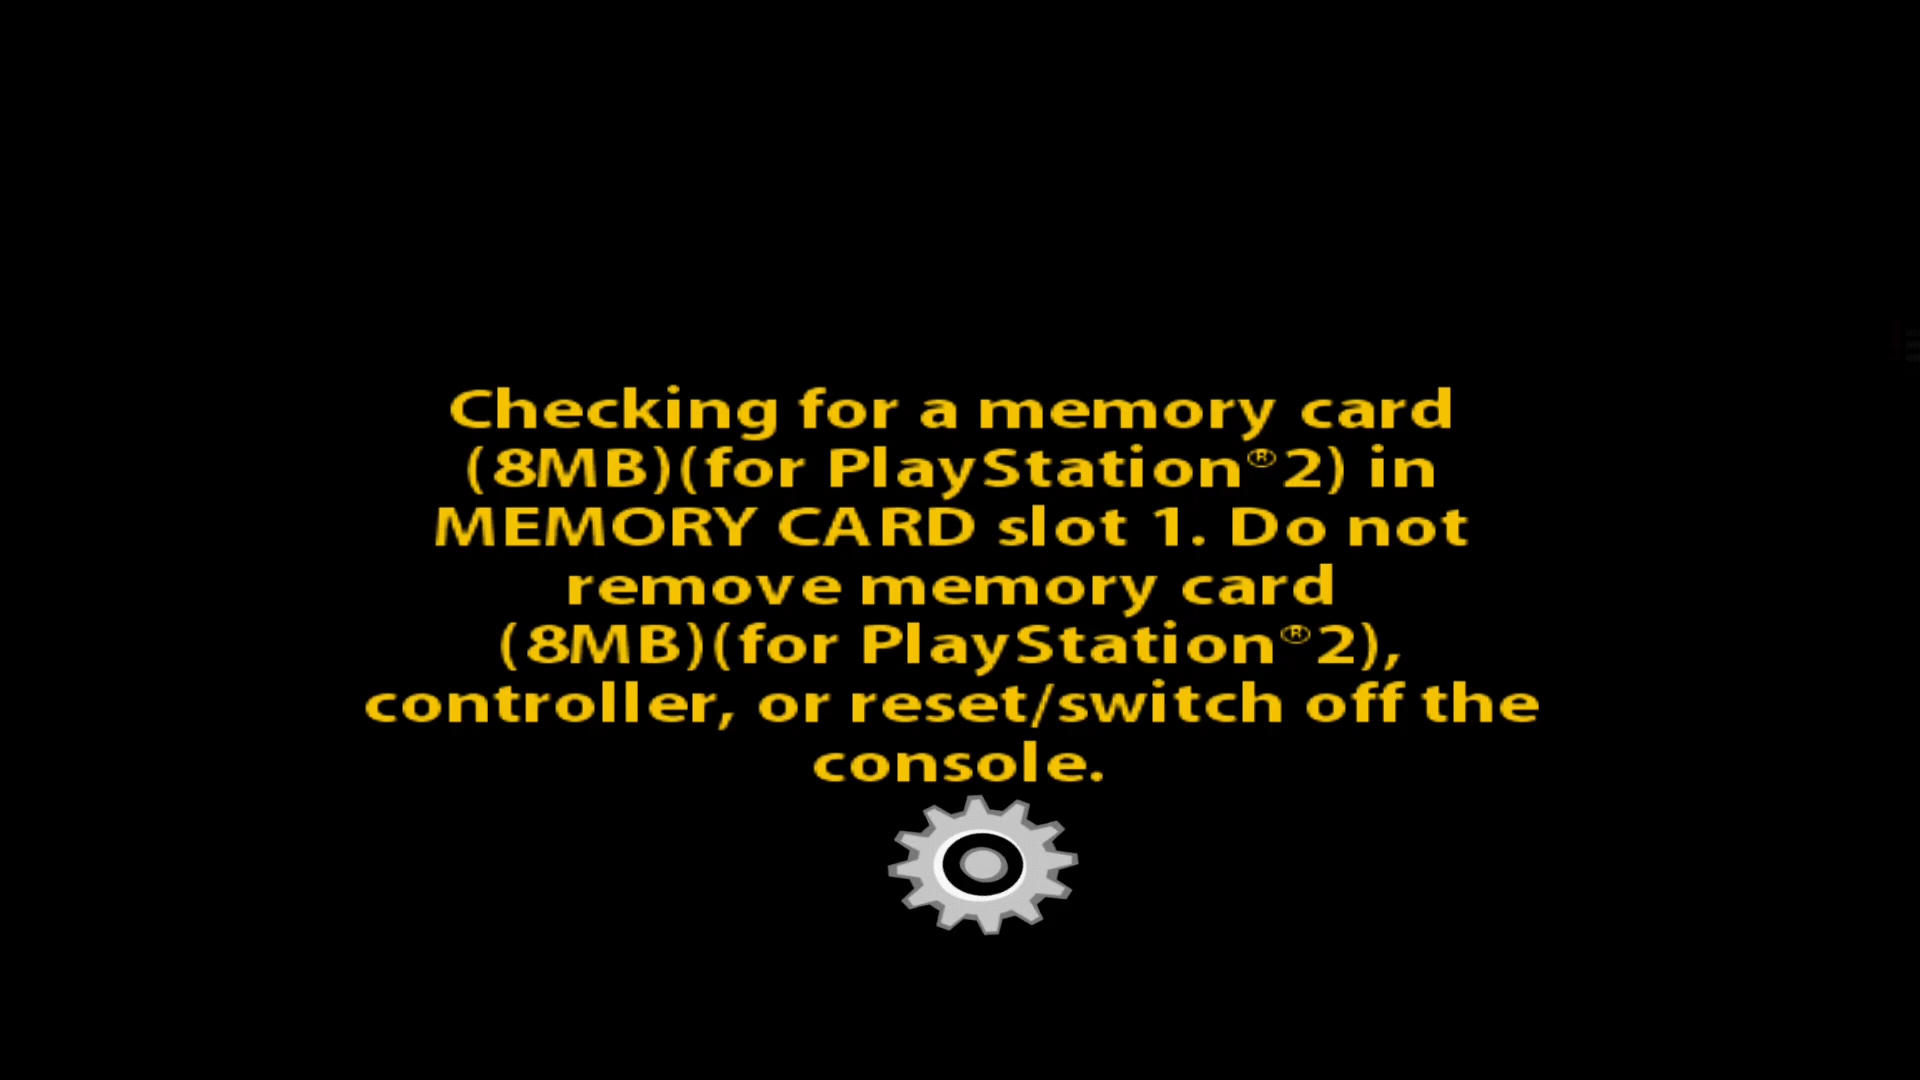 Checking for a memory card
(8MB)(for PlayStation®2) in
MEMORY CARD slot 1. Do not
remove memory card
(8MB)(for PlayStation®2),
controller, or reset/switch off the
console.